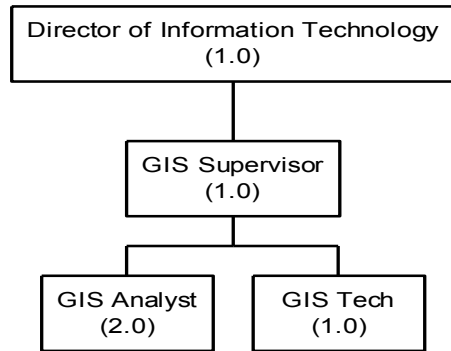 Director of Information Technology
(1.0)
GIS Supervisor
(1.0)
GIS Analyst
(2.0)
GIS Tech
(1.0)